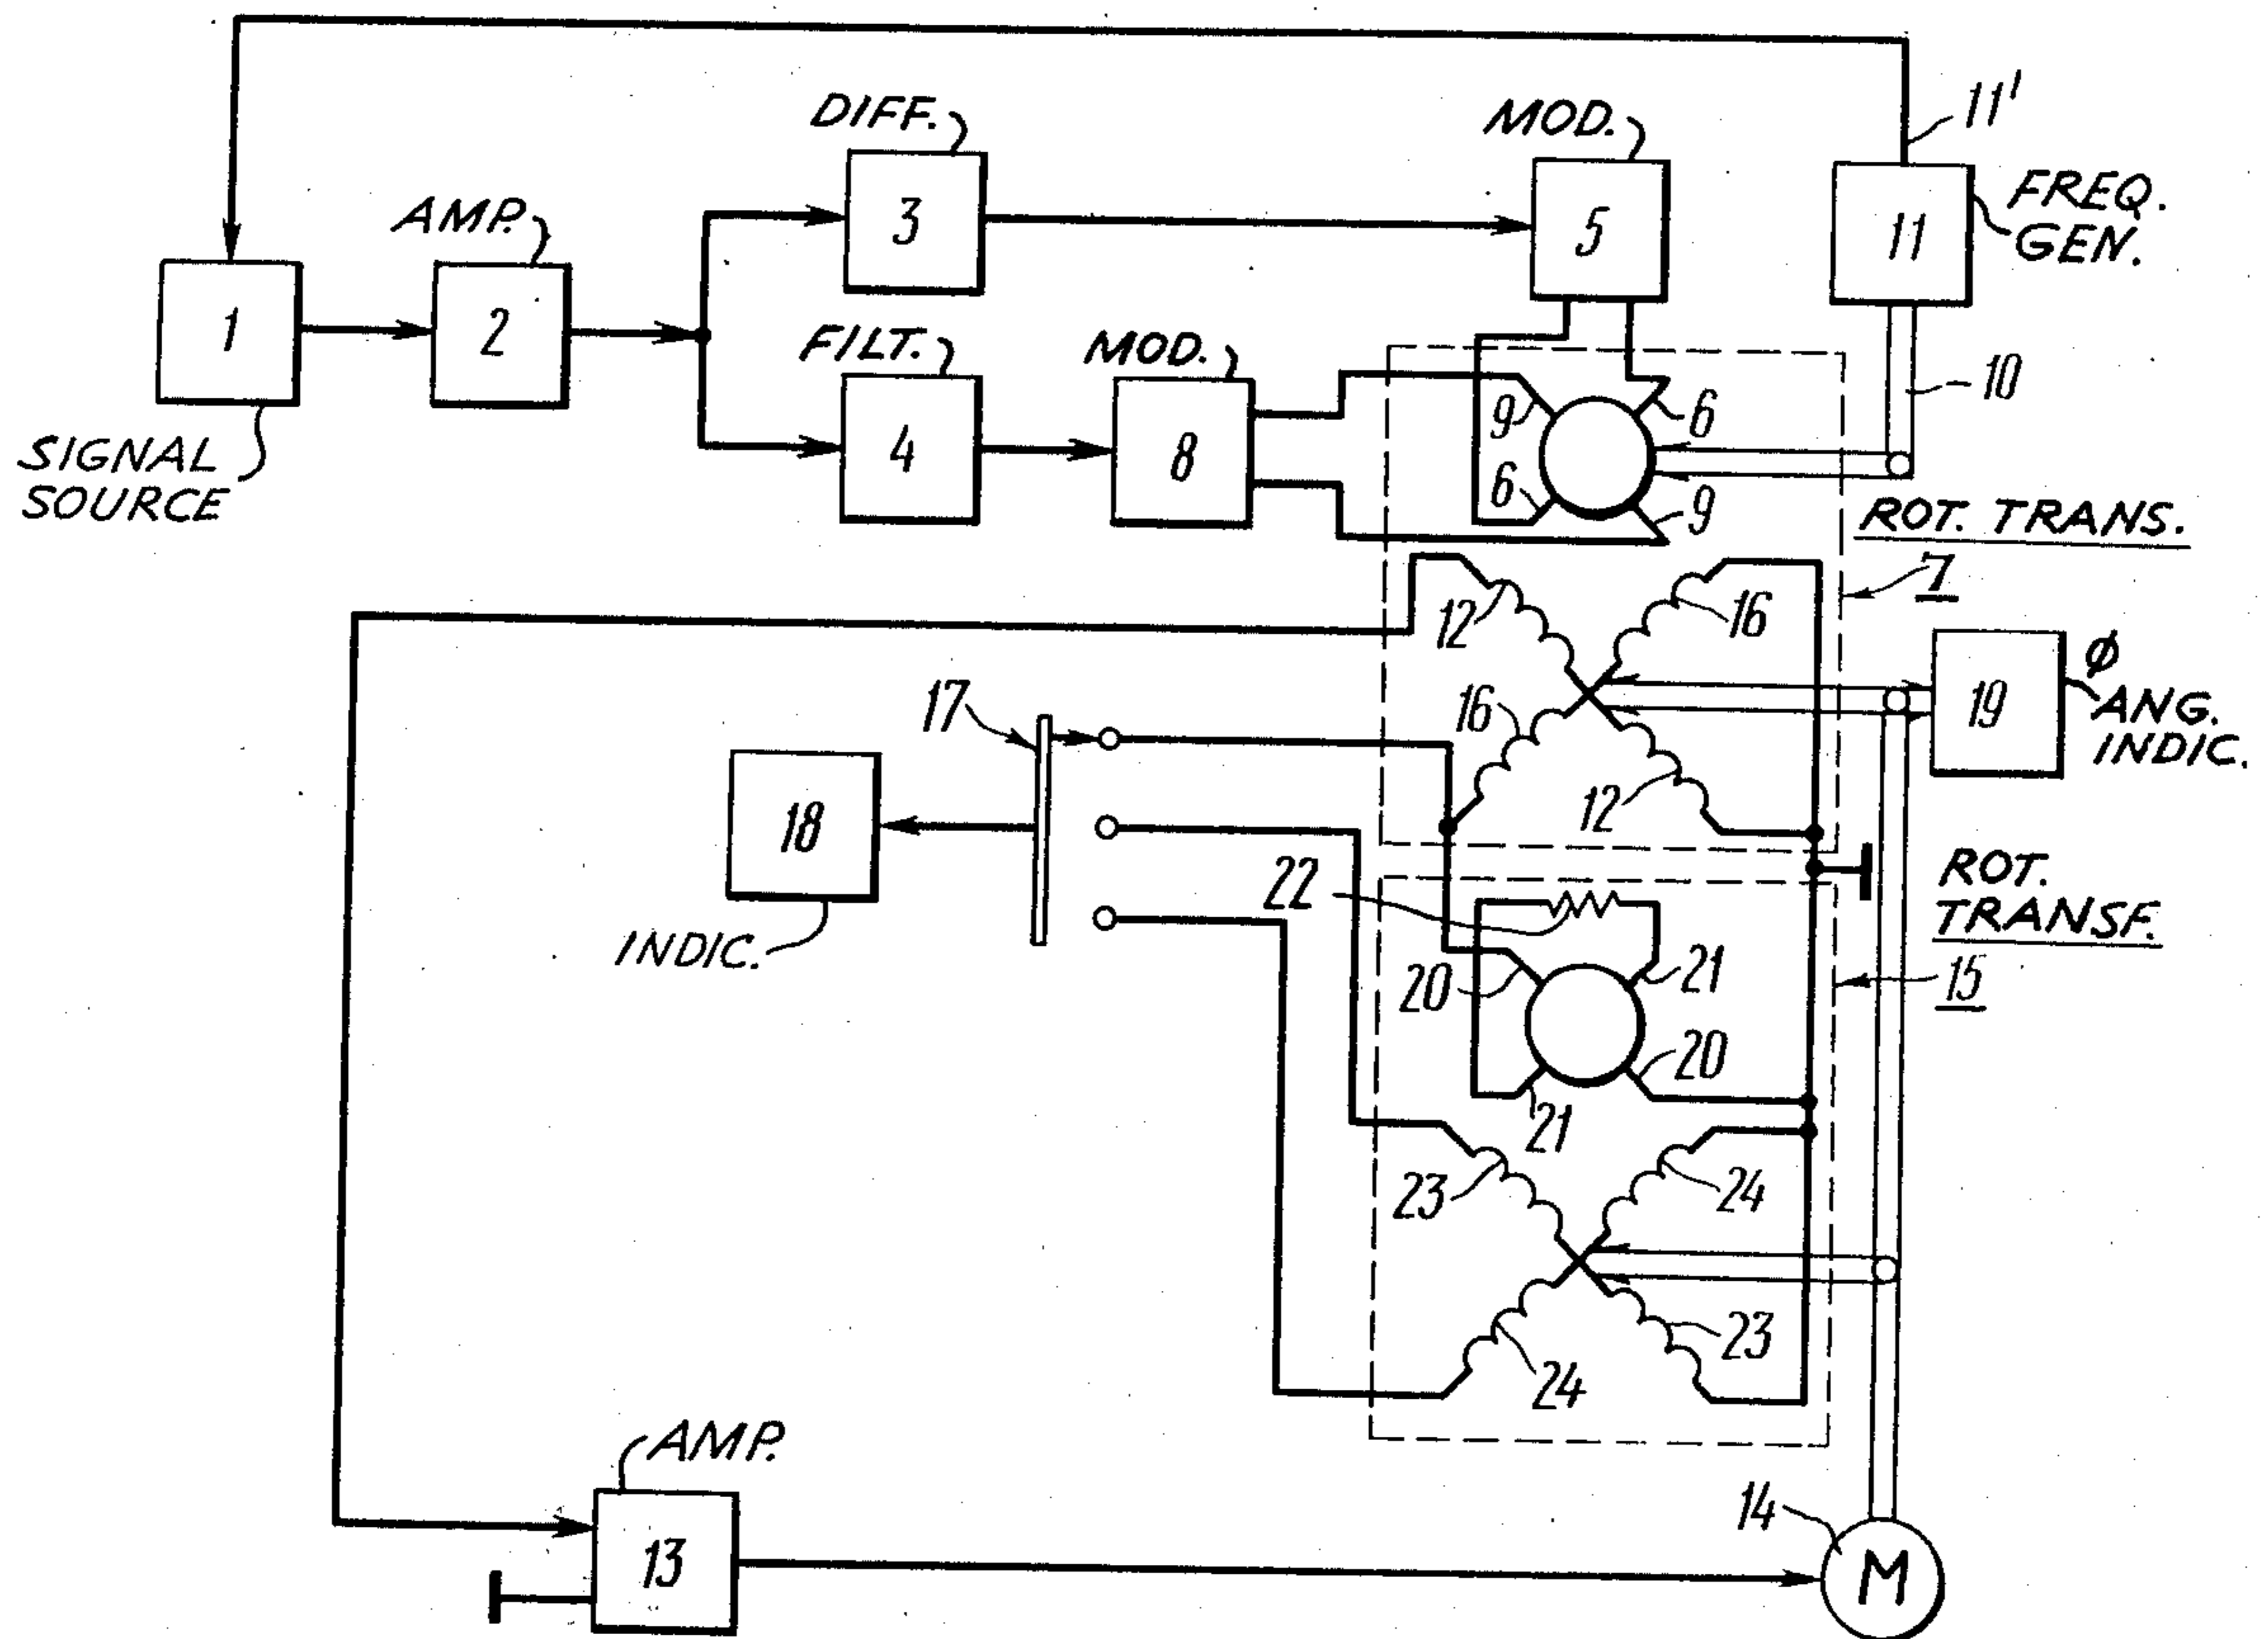 11'
DIFF.
MOD.
AMP.
3
5
11
FREQ.
GEN.
1
2
FILT.
MOD.
10
9
6
4
8
6
9
SIGNAL
SOURCE
ROT. TRANS.
7
12
16
16
12
17
19
ϕ
ANG.
INDIC.
18
INDIC.
22
ROT.
TRANSF.
15
20
21
20
21
23
24
24
23
AMP.
13
14
M